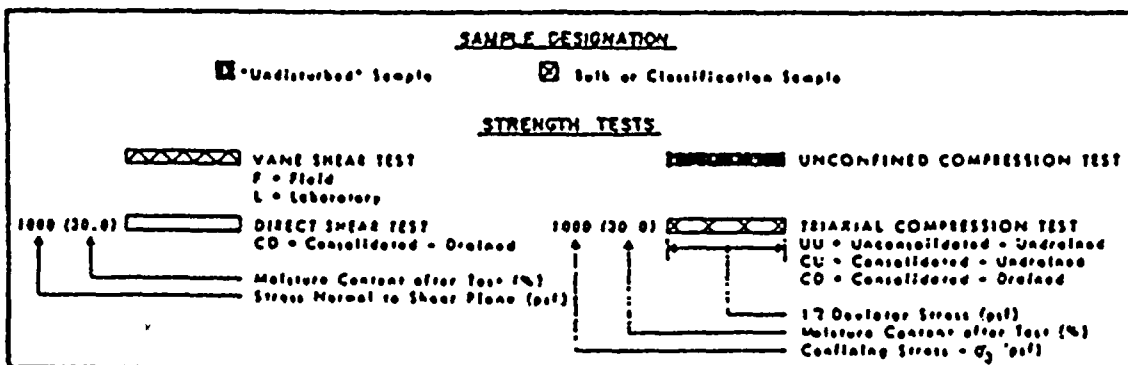 SAMPLE DESIGNATION
"Undisturbed" Sample
Bulk or Classification Sample
STRENGTH TESTS
VANE SHEAR TEST
F = Field
L = Laboratory
UNCONFINED COMPRESSION TEST
1000 (30.0)
DIRECT SHEAR TEST
CD = Consolidated - Drained
Moisture Content after Test (%)
Stress Normal to Shear Plane (psf)
1000 (30.0)
TRIAXIAL COMPRESSION TEST
UU = Unconsolidated - Undrained
CU = Consolidated - Undrained
CD = Consolidated - Drained
1/2 Deviator Stress (psf)
Moisture Content after Test (%)
Confining Stress - σ3 (psf)